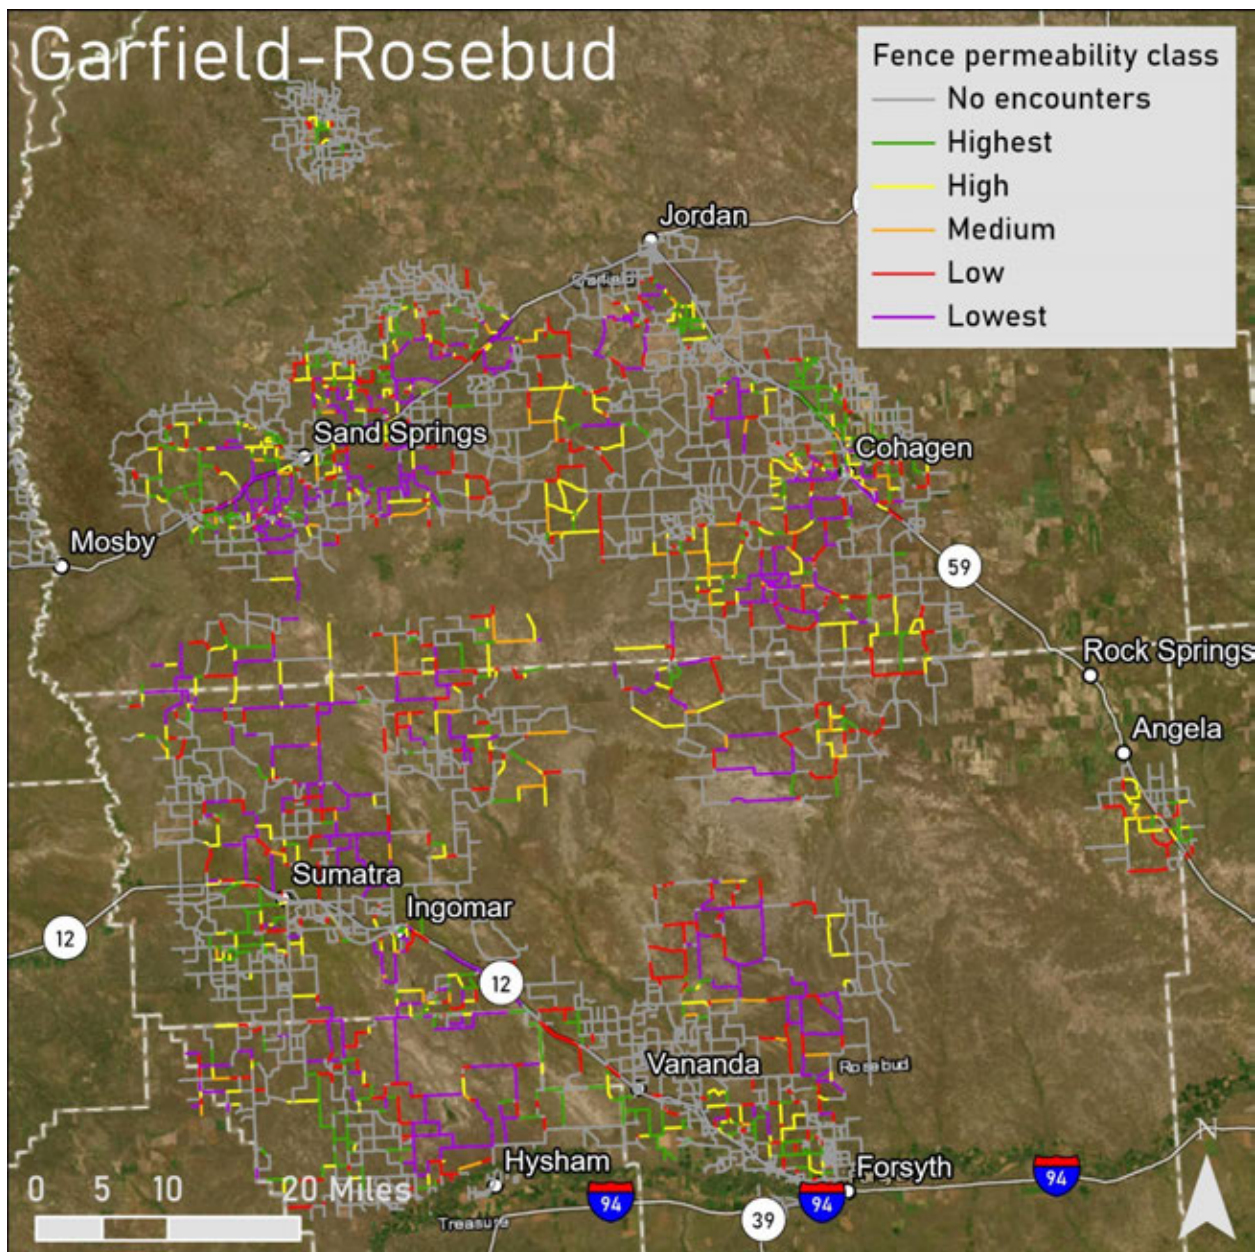 Garfield-Rosebud
Fence permeability class
No encounters
Highest
High
Medium
Low
Lowest
Jordan
Garfield
Sand Springs
Cohagen
Mosby
59
Rock Springs
Angela
Sumatra
Ingomar
12
12
Vananda
Rosebud
Hysham
Forsyth
N
94
0 5 10 20 Miles
94
94
39
Treasure